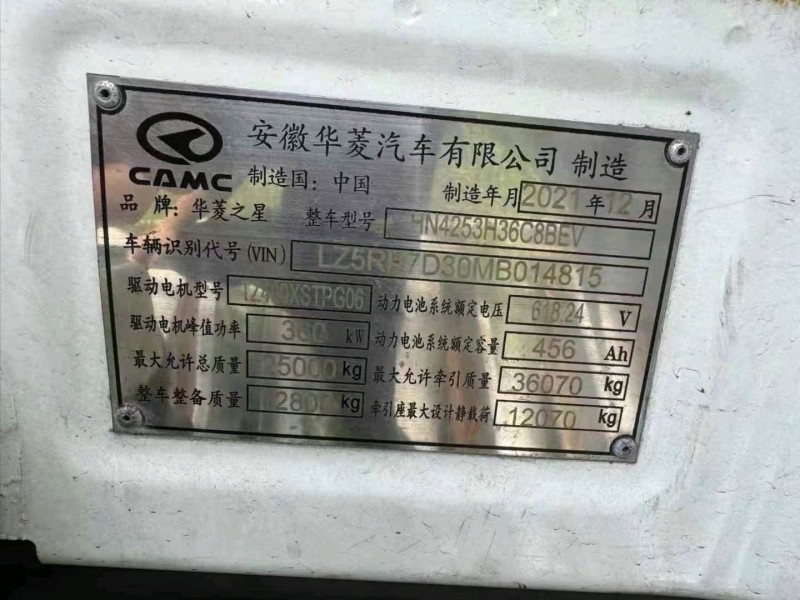 安徽华菱汽车有限公司 制造
CAMC
制造国：中国 制造年月 2021 年 12 月
品 牌：华菱之星 整车型号 HN4253H36C8BEV
车辆识别代号(VIN)
驱动电机型号 动力电池系统额定电压 618.24 V
驱动电机峰值功率 360 kW 动力电池系统额定容量 456 Ah
最大允许总质量 25000 kg 最大允许牵引质量 36070 kg
整车整备质量 kg 牵引座最大设计静载荷 12070 kg